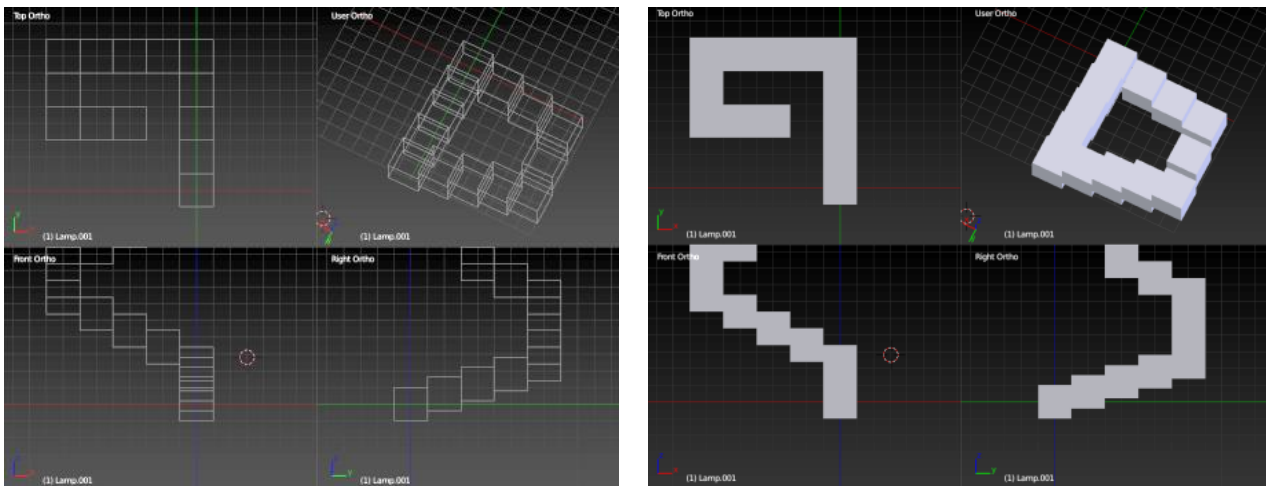 Top Ortho
User Ortho
(1) Lamp.001
(1) Lamp.001
Front Ortho
Right Ortho
(1) Lamp.001
(1) Lamp.001
Top Ortho
User Ortho
(1) Lamp.001
(1) Lamp.001
Front Ortho
Right Ortho
(1) Lamp.001
(1) Lamp.001